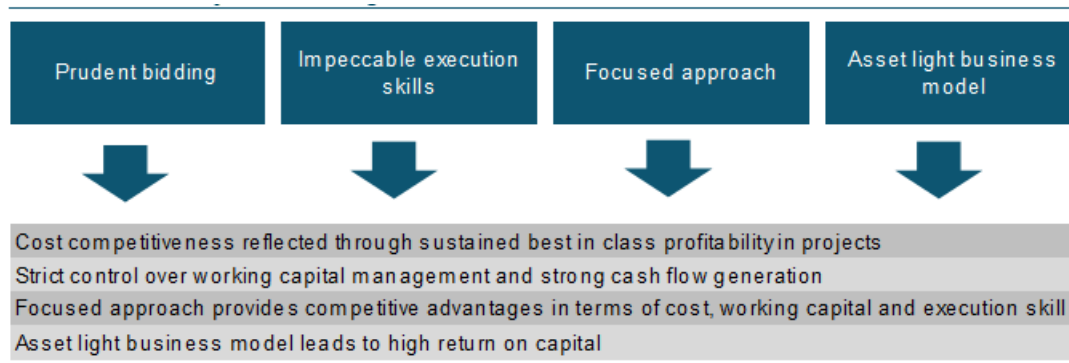 Prudent bidding
Impeccable execution
skills
Focused approach
Asset light business
model
Cost competitiveness reflected through sustained best in class profitability in projects
Strict control over working capital management and strong cash flow generation
Focused approach provides competitive advantages in terms of cost, working capital and execution skill
Asset light business model leads to high return on capital